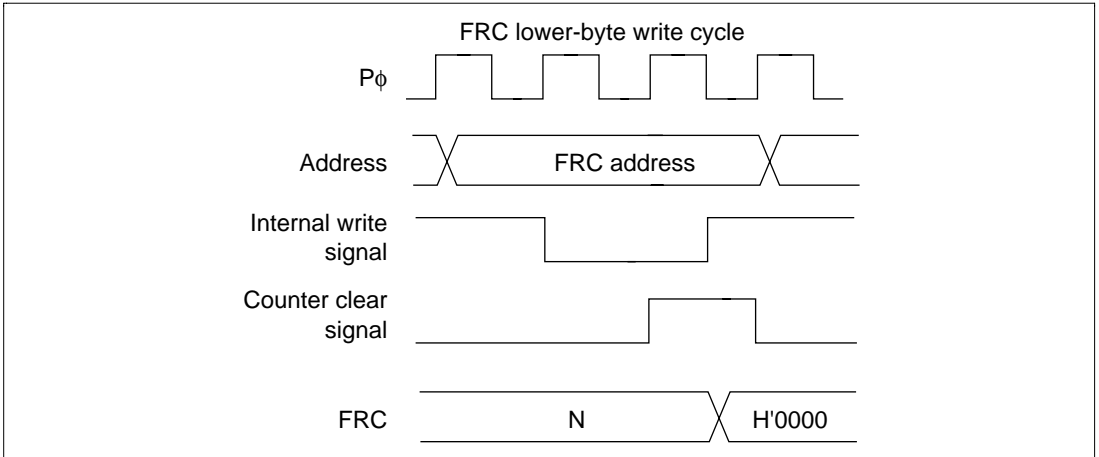 FRC lower-byte write cycle
Pϕ
Address
FRC address
Internal write
signal
Counter clear
signal
FRC
N
H'0000